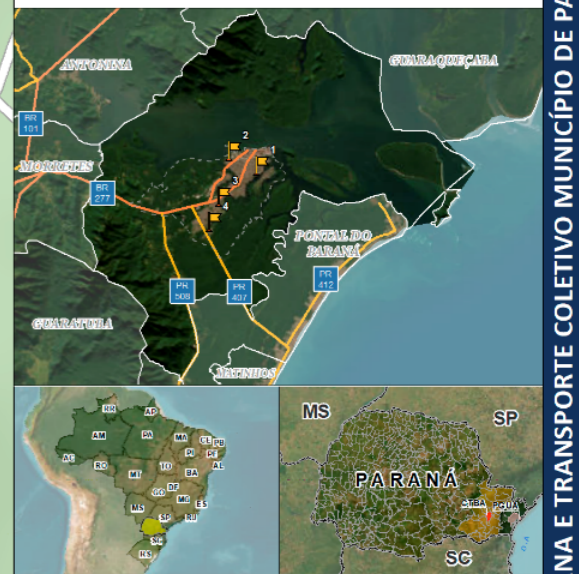 ANTONINA
GUARAQUEÇABA
BR
101
MORRETES
2
1
BR
277
3
4
PONTAL DO
PARANÁ
PR
508
PR
407
PR
412
GUARATUBA
MATINHOS
RR
AP
AM
PA
MA
CE
PB
PI
PE
AC
RO
TO
AL
MT
BA
GO
DF
MG
ES
MS
SP
RJ
SC
RS
MS
SP
PARANÁ
CTBA
PGUA
SC
NA E TRANSPORTE COLETIVO MUNICÍPIO DE PA